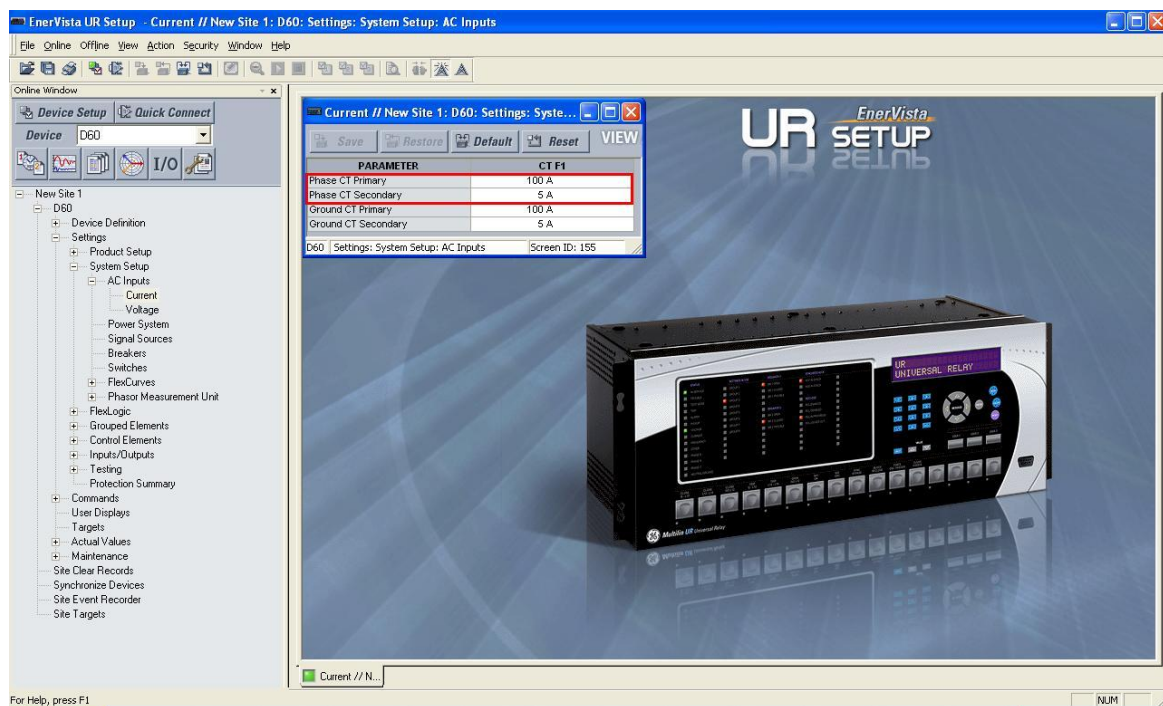 EnerVista UR Setup - Current // New Site 1: D60: Settings: System Setup: AC Inputs
File Online Offline View Action Security Window Help
Online Window
Device Setup Quick Connect
Device D60
I/O
New Site 1
D60
Device Definition
Settings
Product Setup
System Setup
AC Inputs
Current
Voltage
Power System
Signal Sources
Breakers
Switches
FlexCurves
Phasor Measurement Unit
FlexLogic
Grouped Elements
Control Elements
Inputs/Outputs
Testing
Protection Summary
Commands
User Displays
Targets
Actual Values
Maintenance
Site Clear Records
Synchronize Devices
Site Event Recorder
Site Targets
Current // New Site 1: D60: Settings: Syste...
Save Restore Default Reset VIEW
PARAMETER CT F1
Phase CT Primary 100 A
Phase CT Secondary 5 A
Ground CT Primary 100 A
Ground CT Secondary 5 A
D60 Settings: System Setup: AC Inputs Screen ID: 155
EnerVista
UR SETUP
UR
UNIVERSAL RELAY
Multilin UR Universal Relay
Current // N...
For Help, press F1
NUM